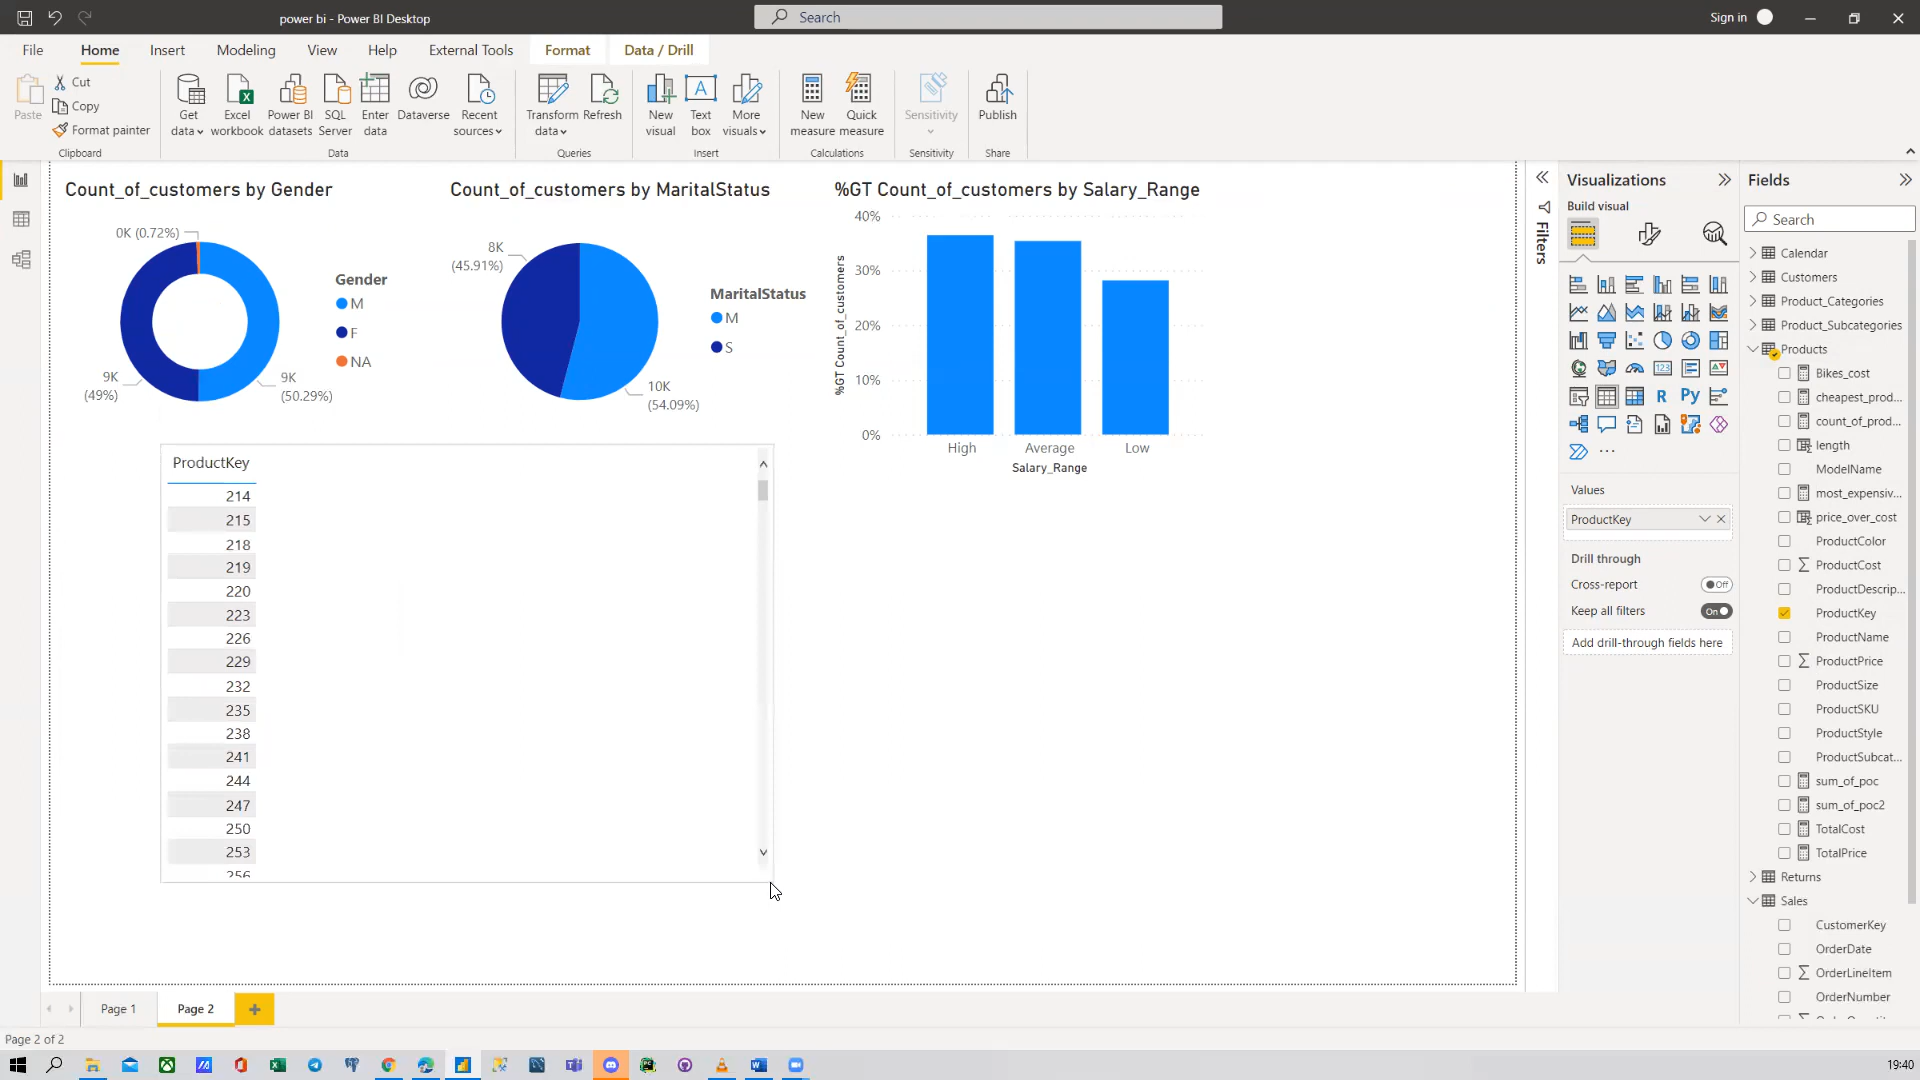 power bi - Power BI Desktop
Search
Sign in
File
Home
Insert
Modeling
View
Help
External Tools
Format
Data / Drill
Paste
Cut
Copy
Format painter
Clipboard
Get data
Excel workbook
Power BI datasets
SQL Server
Enter data
Dataverse
Recent sources
Data
Transform data
Refresh
Queries
New visual
Text box
More visuals
Insert
New measure
Quick measure
Calculations
Sensitivity
Sensitivity
Publish
Share
Count_of_customers by Gender
0K (0.72%)
9K
(49%)
9K
(50.29%)
Gender
M
F
NA
Count_of_customers by MaritalStatus
8K
(45.91%)
10K
(54.09%)
MaritalStatus
M
S
%GT Count_of_customers by Salary_Range
%GT Count_of_customers
40%
30%
20%
10%
0%
High
Average
Low
Salary_Range
ProductKey
214
215
218
219
220
223
226
229
232
235
238
241
244
247
250
253
256
Filters
Visualizations
Build visual
123
R
Py
Values
ProductKey
Drill through
Cross-report
Off
Keep all filters
On
Add drill-through fields here
Fields
Search
Calendar
Customers
Product_Categories
Product_Subcategories
Products
Bikes_cost
cheapest_prod...
count_of_prod...
length
ModelName
most_expensiv...
price_over_cost
ProductColor
ProductCost
ProductDescrip...
ProductKey
ProductName
ProductPrice
ProductSize
ProductSKU
ProductStyle
ProductSubcat...
sum_of_poc
sum_of_poc2
TotalCost
TotalPrice
Returns
Sales
CustomerKey
OrderDate
OrderLineItem
OrderNumber
Page 1
Page 2
Page 2 of 2
19:40